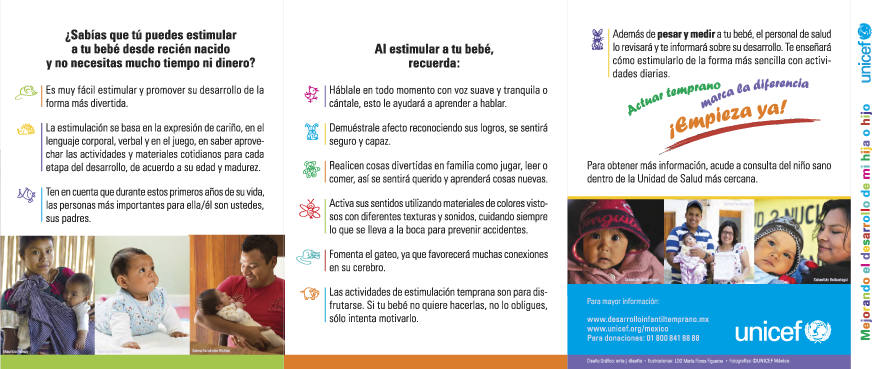 ¿Sabías que tú puedes estimular
a tu bebé desde recién nacido
y no necesitas mucho tiempo ni dinero?
Es muy fácil estimular y promover su desarrollo de la
forma más divertida.
La estimulación se basa en la expresión de cariño, en el
lenguaje corporal, verbal y en el juego, en saber aprove-
char las actividades y materiales cotidianos para cada
etapa del desarrollo, de acuerdo a su edad y madurez.
Ten en cuenta que durante estos primeros años de su vida,
las personas más importantes para ella/él son ustedes,
sus padres.
Al estimular a tu bebé,
recuerda:
Háblale en todo momento con voz suave y tranquila o
cántale, esto le ayudará a aprender a hablar.
Demuéstrale afecto reconociendo sus logros, se sentirá
seguro y capaz.
Realicen cosas divertidas en familia como jugar, leer o
comer, así se sentirá querido y aprenderá cosas nuevas.
Activa sus sentidos utilizando materiales de colores visto-
sos con diferentes texturas y sonidos, cuidando siempre
lo que se lleva a la boca para prevenir accidentes.
Fomenta el gateo, ya que favorecerá muchas conexiones
en su cerebro.
Las actividades de estimulación temprana son para dis-
frutarse. Si tu bebé no quiere hacerlas, no lo obligues,
sólo intenta motivarlo.
Además de pesar y medir a tu bebé, el personal de salud
lo revisará y te informará sobre su desarrollo. Te enseñará
cómo estimularlo de la forma más sencilla con activi-
dades diarias.
Actuar temprano
marca la diferencia
¡Empieza ya!
Para obtener más información, acude a consulta del niño sano
dentro de la Unidad de Salud más cercana.
Para mayor información:
www.desarrolloinfantiltemprano.mx
www.unicef.org/mexico
Para donaciones: 01 800 841 88 88
unicef
unicef
Mejorando el desarrollo de mi hija o hijo